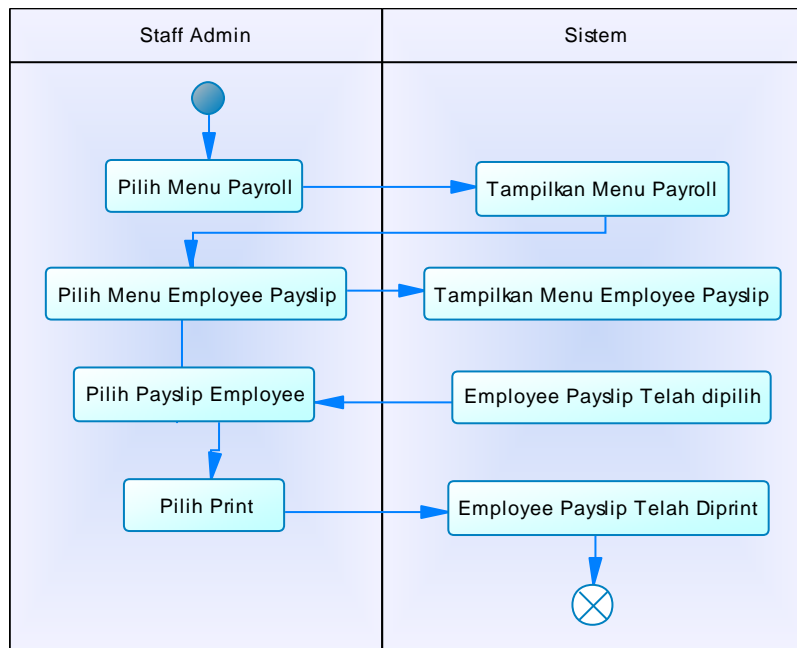 Staff Admin
Sistem
Pilih Menu Payroll
Tampilkan Menu Payroll
Pilih Menu Employee Payslip
Tampilkan Menu Employee Payslip
Pilih Payslip Employee
Employee Payslip Telah dipilih
Pilih Print
Employee Payslip Telah Diprint